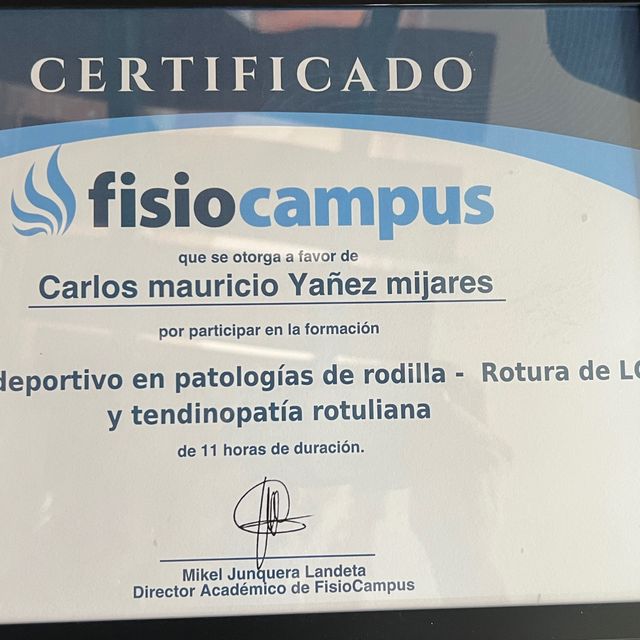 CERTIFICADO
fisiocampus
que se otorga a favor de
Carlos mauricio Yañez mijares
por participar en la formación
deportivo en patologías de rodilla - Rotura de
y tendinopatía rotuliana
de 11 horas de duración.
Mikel Junquera Landeta
Director Académico de FisioCampus